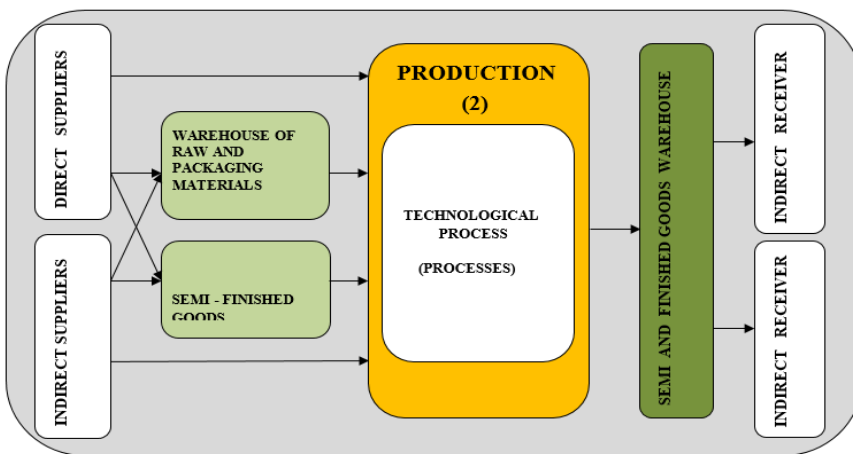 DIRECT SUPPLIERS
INDIRECT SUPPLIERS
WAREHOUSE OF
RAW AND
PACKAGING
MATERIALS
SEMI - FINISHED
GOODS
PRODUCTION
(2)
TECHNOLOGICAL
PROCESS
(PROCESSES)
SEMI AND FINISHED GOODS WAREHOUSE
INDIRECT RECEIVER
INDIRECT RECEIVER